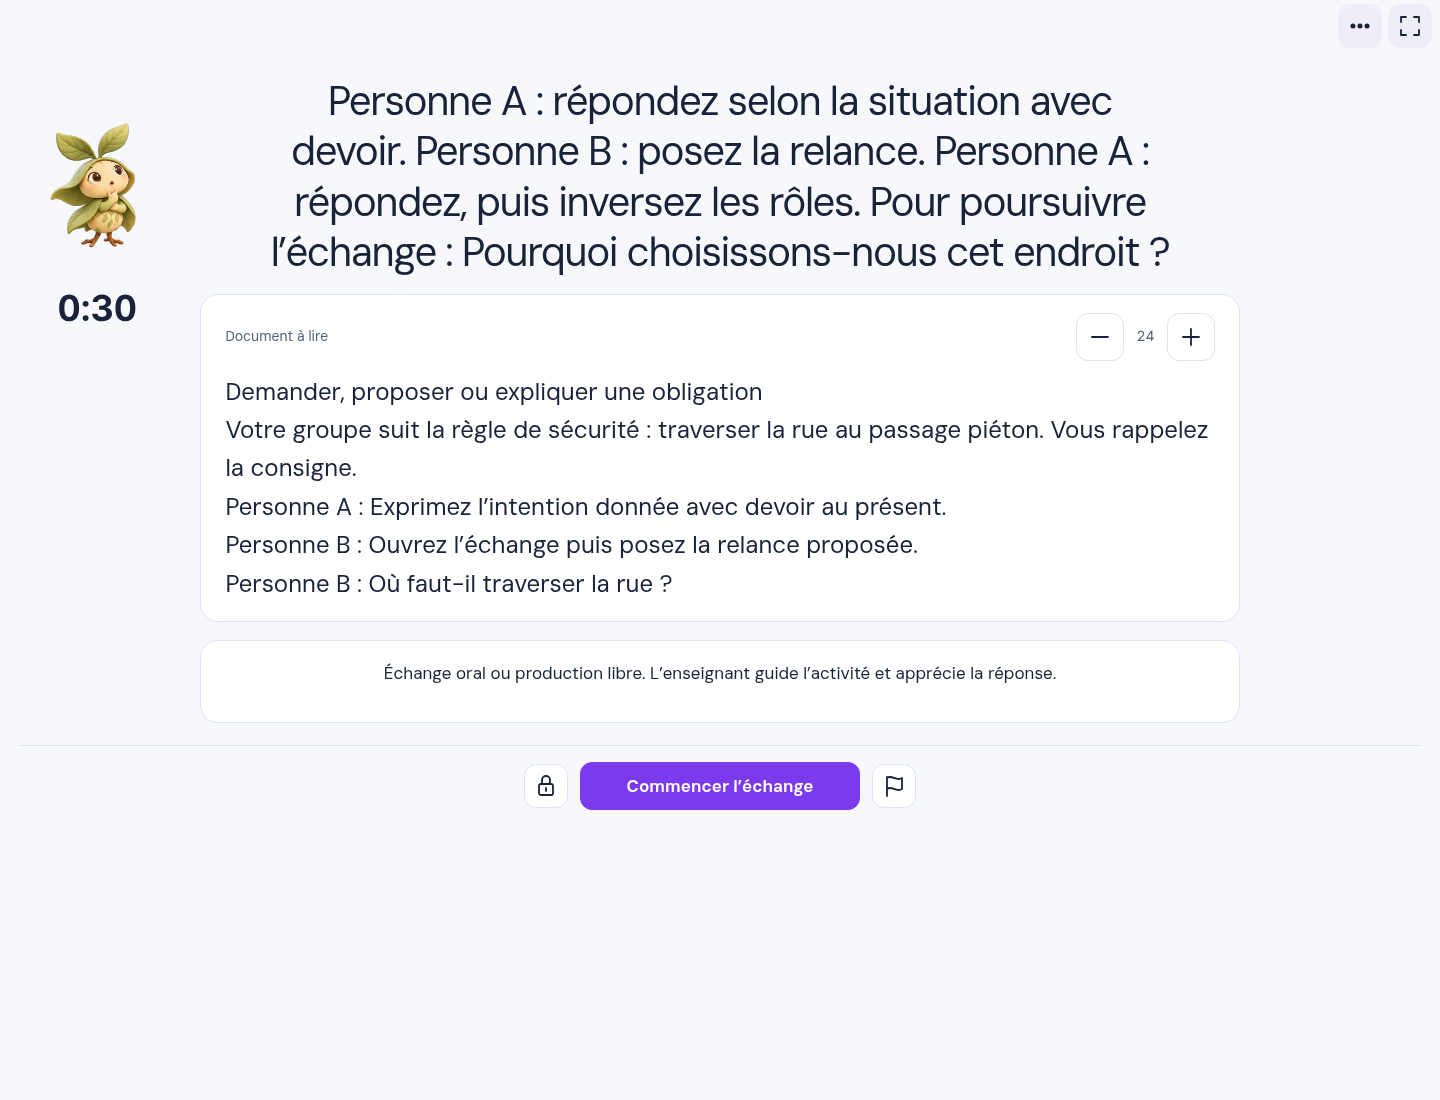 Personne A : répondez selon la situation avec
devoir. Personne B : posez la relance. Personne A :
répondez, puis inversez les rôles. Pour poursuivre
l’échange : Pourquoi choisissons-nous cet endroit ?
0:30
Document à lire
24
Demander, proposer ou expliquer une obligation
Votre groupe suit la règle de sécurité : traverser la rue au passage piéton. Vous rappelez
la consigne.
Personne A : Exprimez l’intention donnée avec devoir au présent.
Personne B : Ouvrez l’échange puis posez la relance proposée.
Personne B : Où faut-il traverser la rue ?
Échange oral ou production libre. L’enseignant guide l’activité et apprécie la réponse.
Commencer l’échange